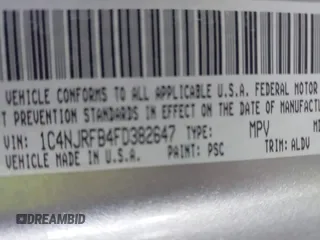 VEHICLE CONFORMS TO ALL APPLICABLE U.S.A. FEDERAL MOTOR
T PREVENTION STANDARDS IN EFFECT ON THE DATE OF MANUFACTU
VIN: 1C4NJRFB4FD382647 TYPE: MPV
VEHICLE MADE IN U.S.A. PAINT: PSC TRIM: ALDV
DREAMBID